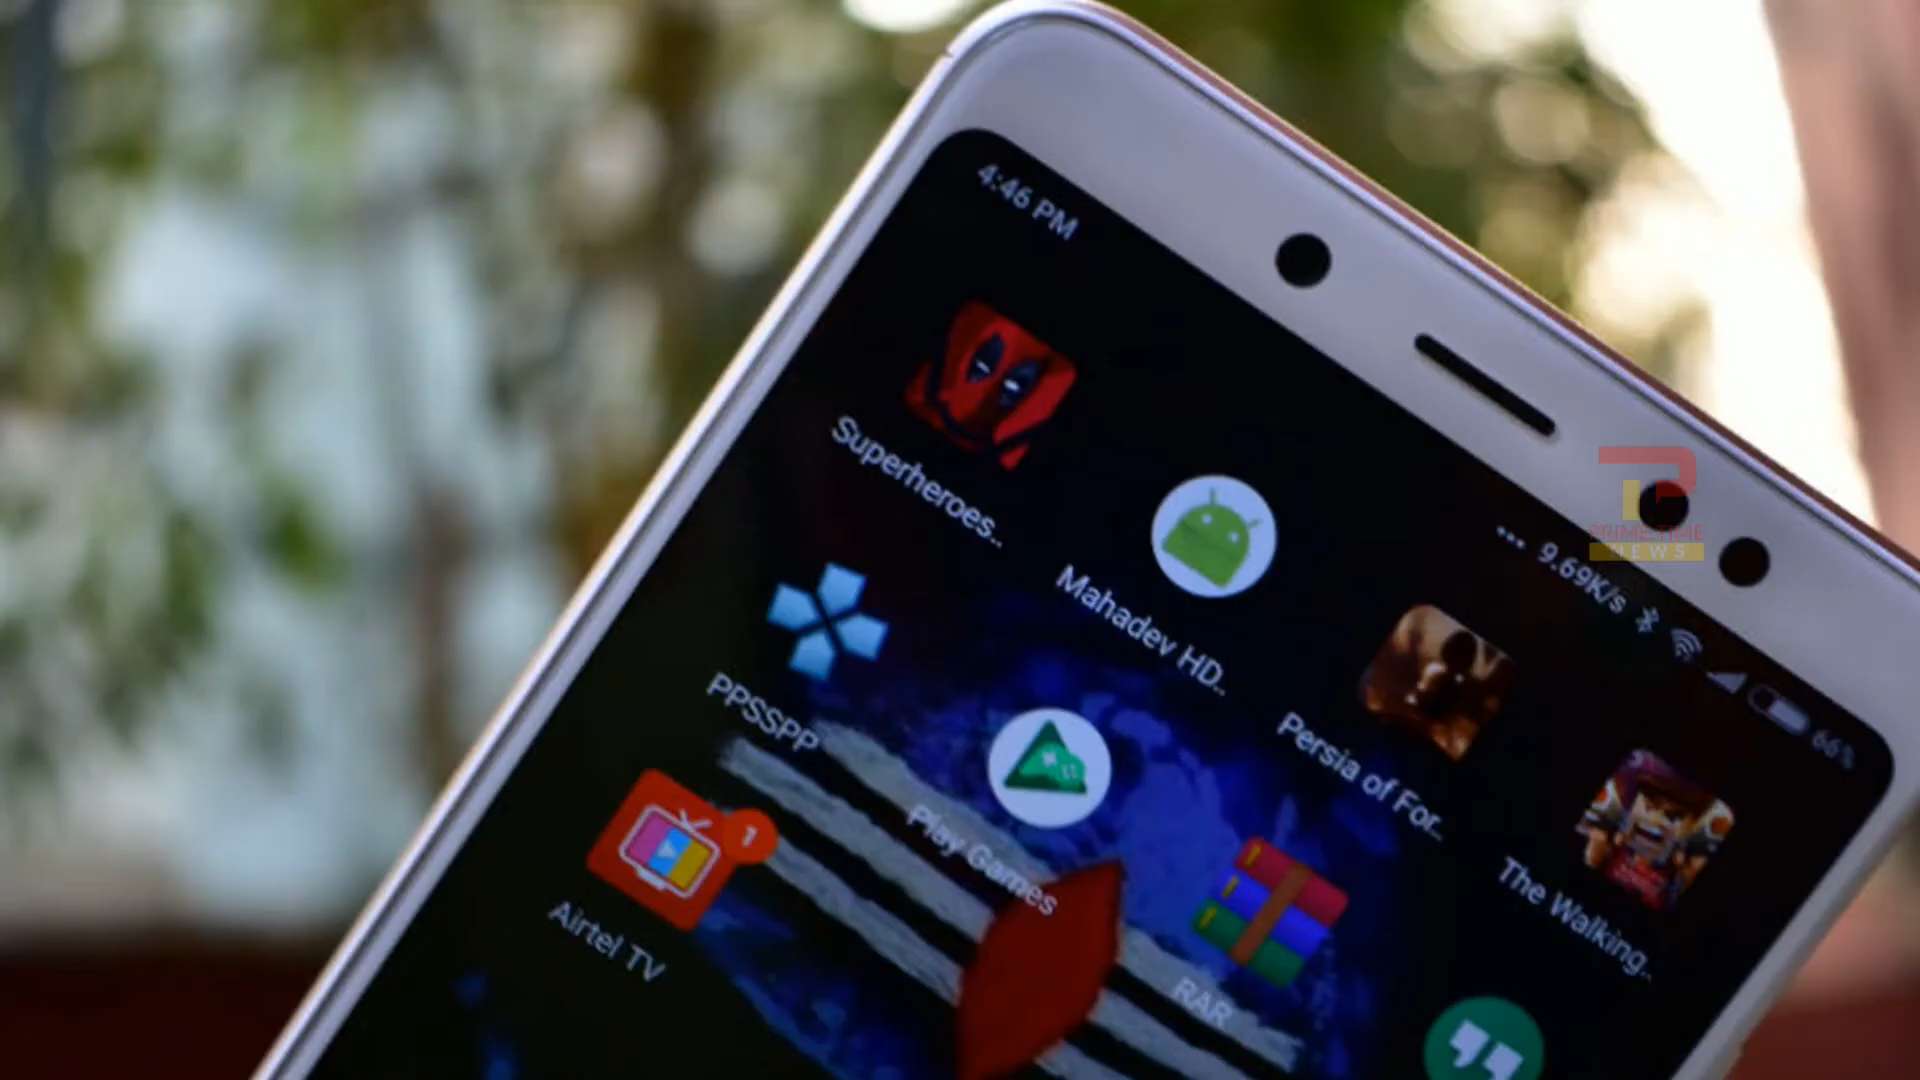 4:46 PM
... 9.69K/s 66%
Superheroes..
Mahadev HD..
Persia of For..
The Walking..
PPSSPP
Play Games
RAR
Airtel TV
1
PRIME TIME
NEWS